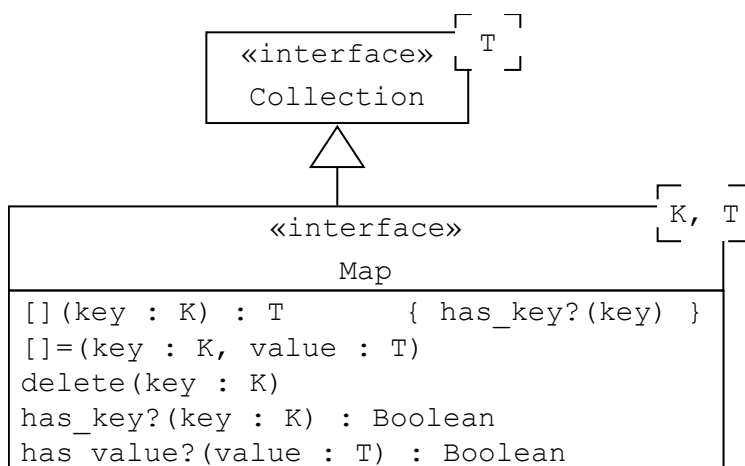 «interface» T
Collection
«interface» K, T
Map
[](key : K) : T { has_key?(key) }
[]=(key : K, value : T)
delete(key : K)
has_key?(key : K) : Boolean
has_value?(value : T) : Boolean